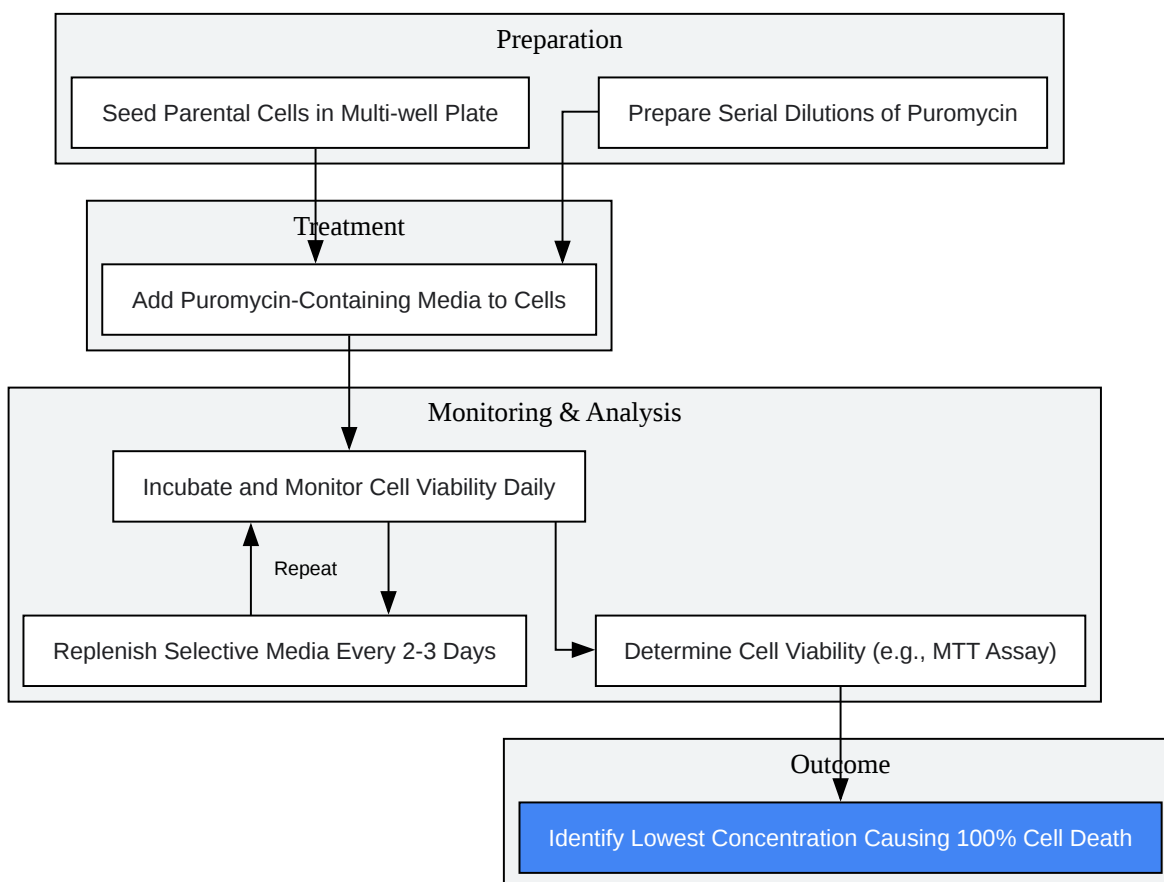 Preparation
Seed Parental Cells in Multi-well Plate
Prepare Serial Dilutions of Puromycin
Treatment
Add Puromycin-Containing Media to Cells
Monitoring & Analysis
Incubate and Monitor Cell Viability Daily
Repeat
Replenish Selective Media Every 2-3 Days
Determine Cell Viability (e.g., MTT Assay)
Outcome
Identify Lowest Concentration Causing 100% Cell Death